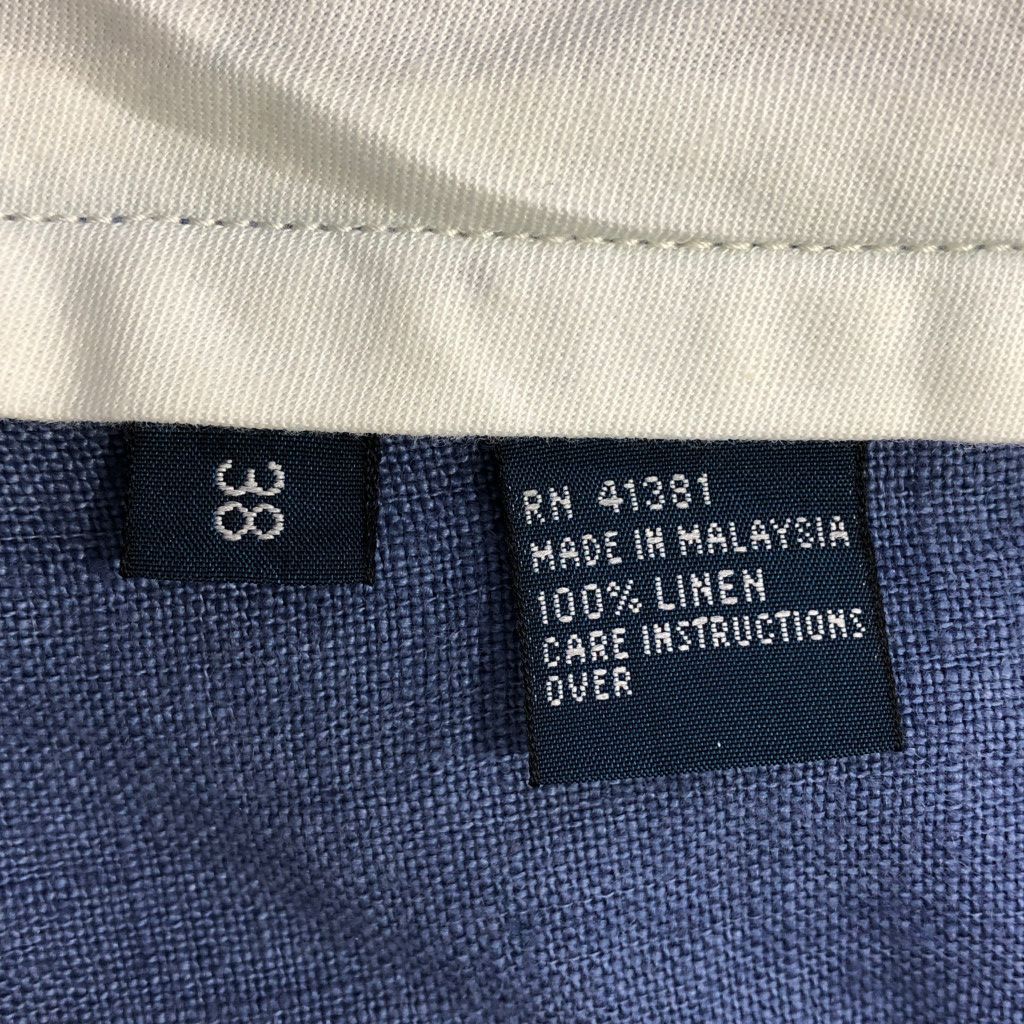 38
RN 41381
MADE IN MALAYSIA
100% LINEN
CARE INSTRUCTIONS
OVER